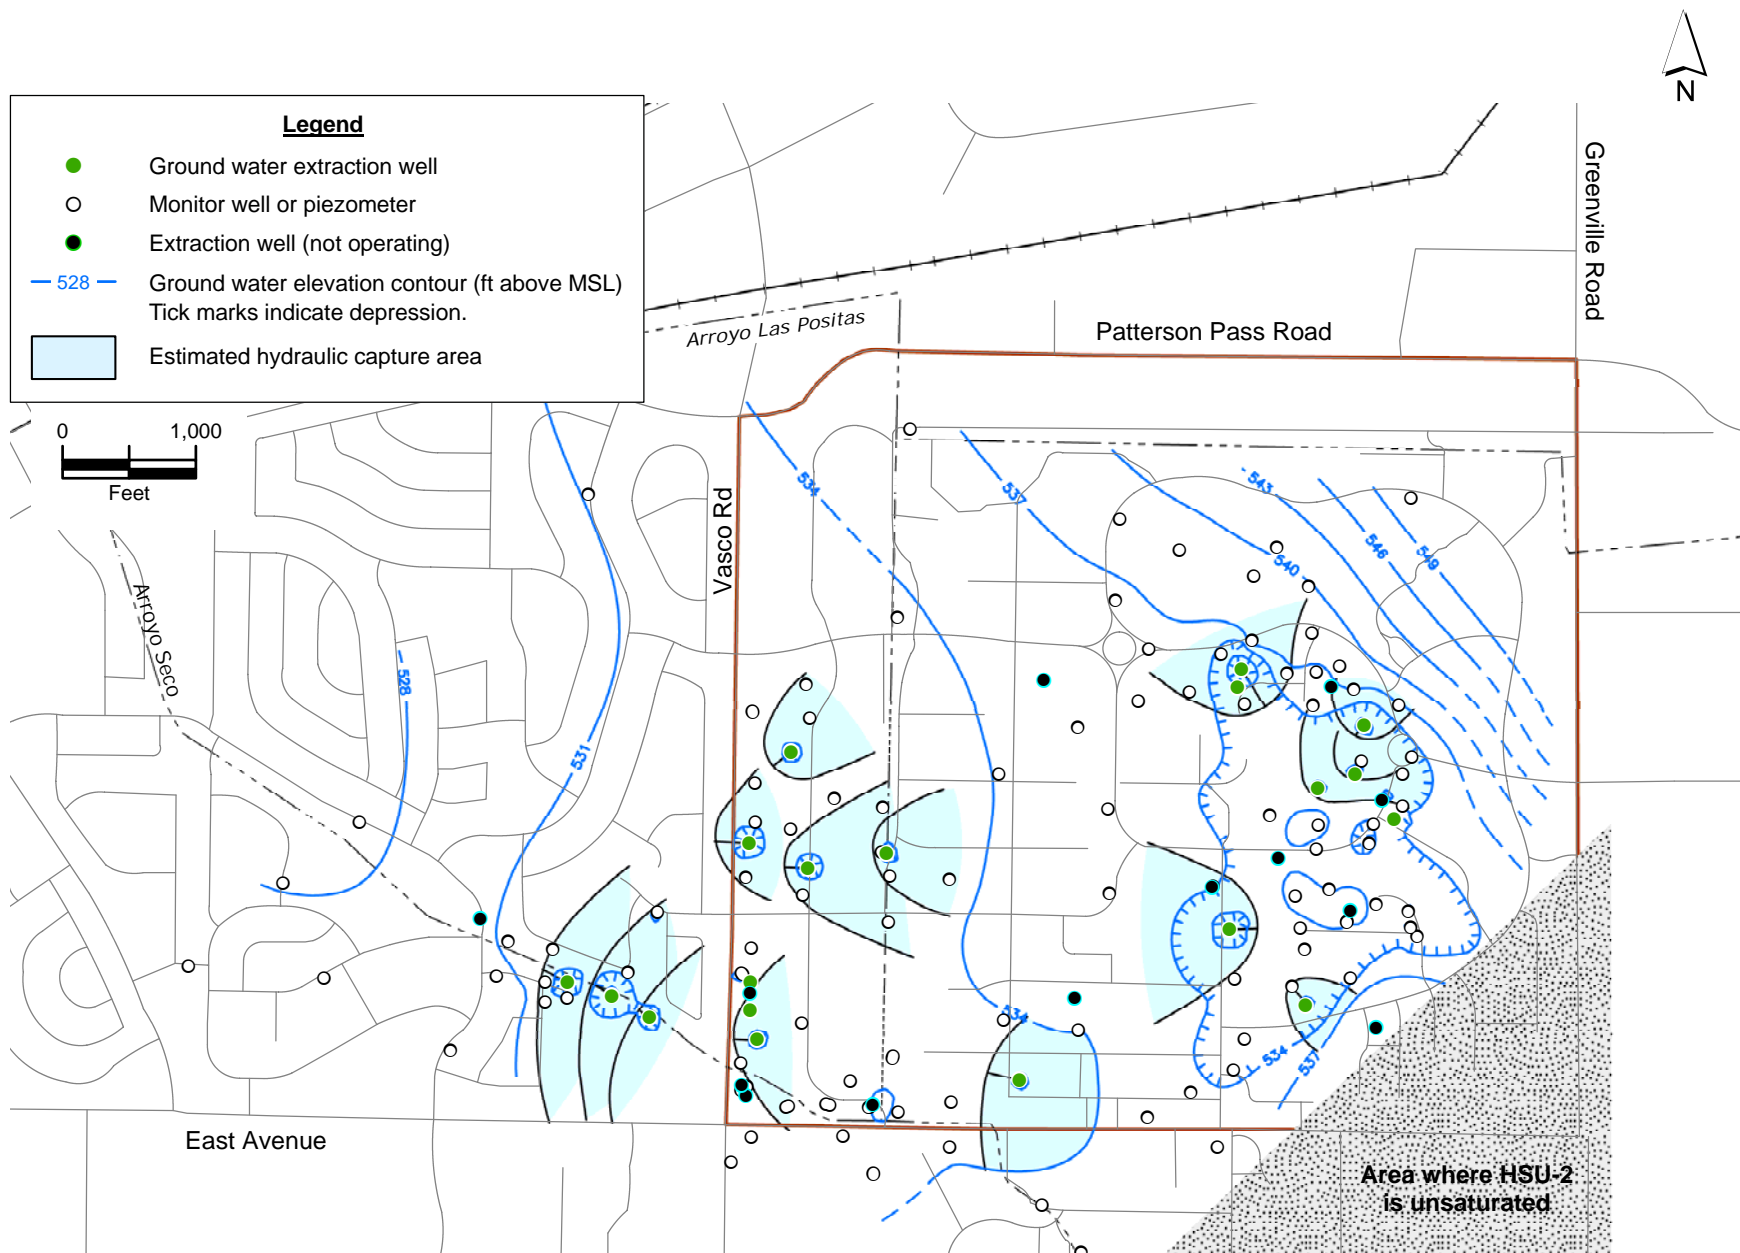 N
Legend
Ground water extraction well
Monitor well or piezometer
Extraction well (not operating)
528
Ground water elevation contour (ft above MSL)
Tick marks indicate depression.
Estimated hydraulic capture area
0 1,000
Feet
Greenville Road
Patterson Pass Road
Arroyo Las Positas
Vasco Rd
Arroyo Seco
534
537
543
540
546
549
528
531
534
534
537
East Avenue
Area where HSU-2
is unsaturated